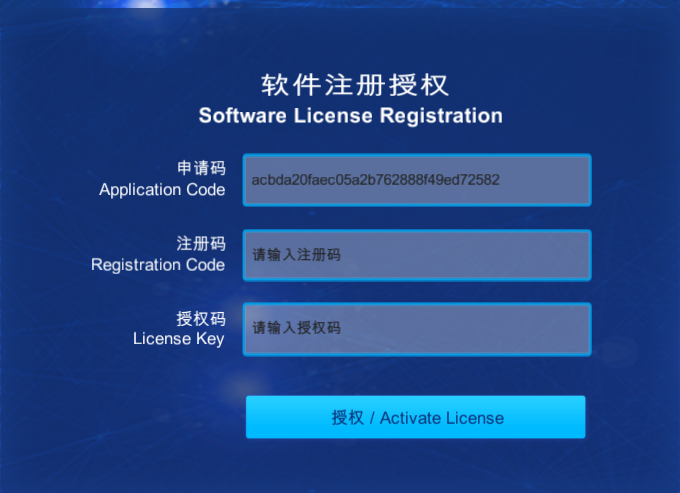 软件注册授权
Software License Registration
申请码
Application Code
acbda20faec05a2b762888f49ed72582
注册码
Registration Code
请输入注册码
授权码
License Key
请输入授权码
授权 / Activate License